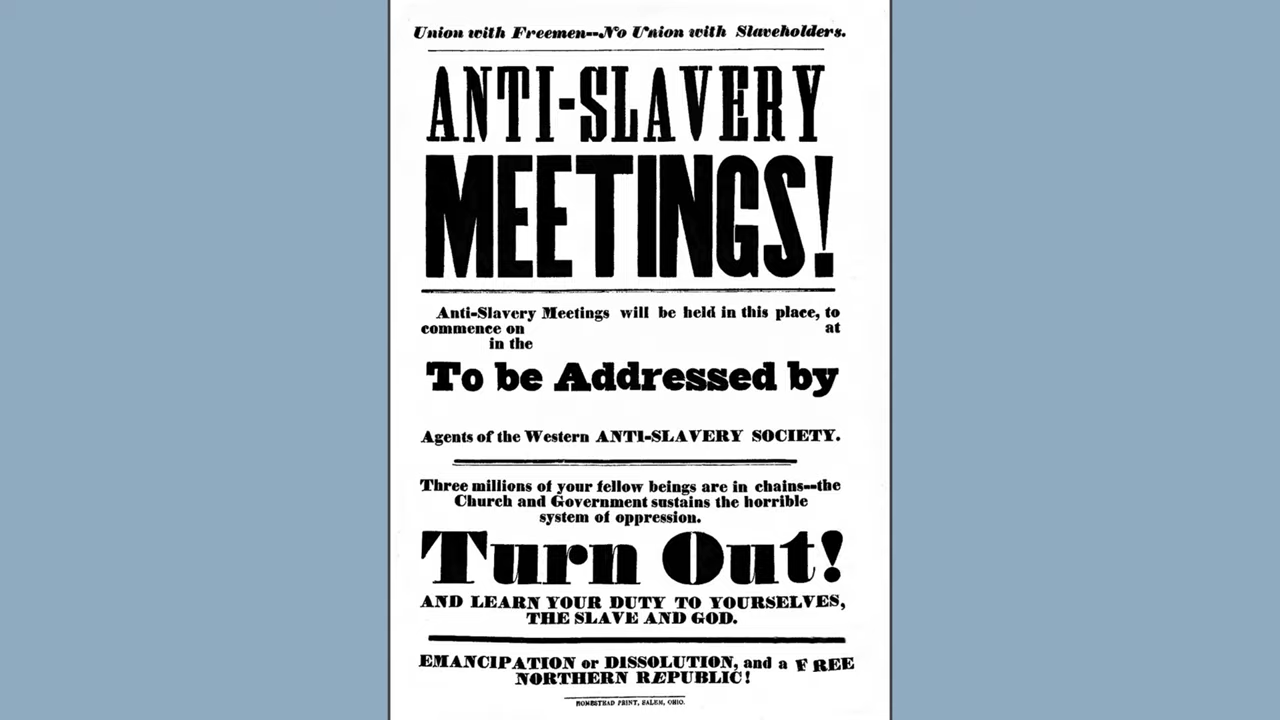 Union with Freemen--No Union with Slaveholders.
ANTI-SLAVERY
MEETINGS!
Anti-Slavery Meetings will be held in this place, to
commence on at
in the
To be Addressed by
Agents of the Western ANTI-SLAVERY SOCIETY.
Three millions of your fellow beings are in chains--the
Church and Government sustains the horrible
system of oppression.
Turn Out!
AND LEARN YOUR DUTY TO YOURSELVES,
THE SLAVE AND GOD.
EMANCIPATION or DISSOLUTION, and a FREE
NORTHERN REPUBLIC!
HOMESTEAD PRINT, SALEM, OHIO.